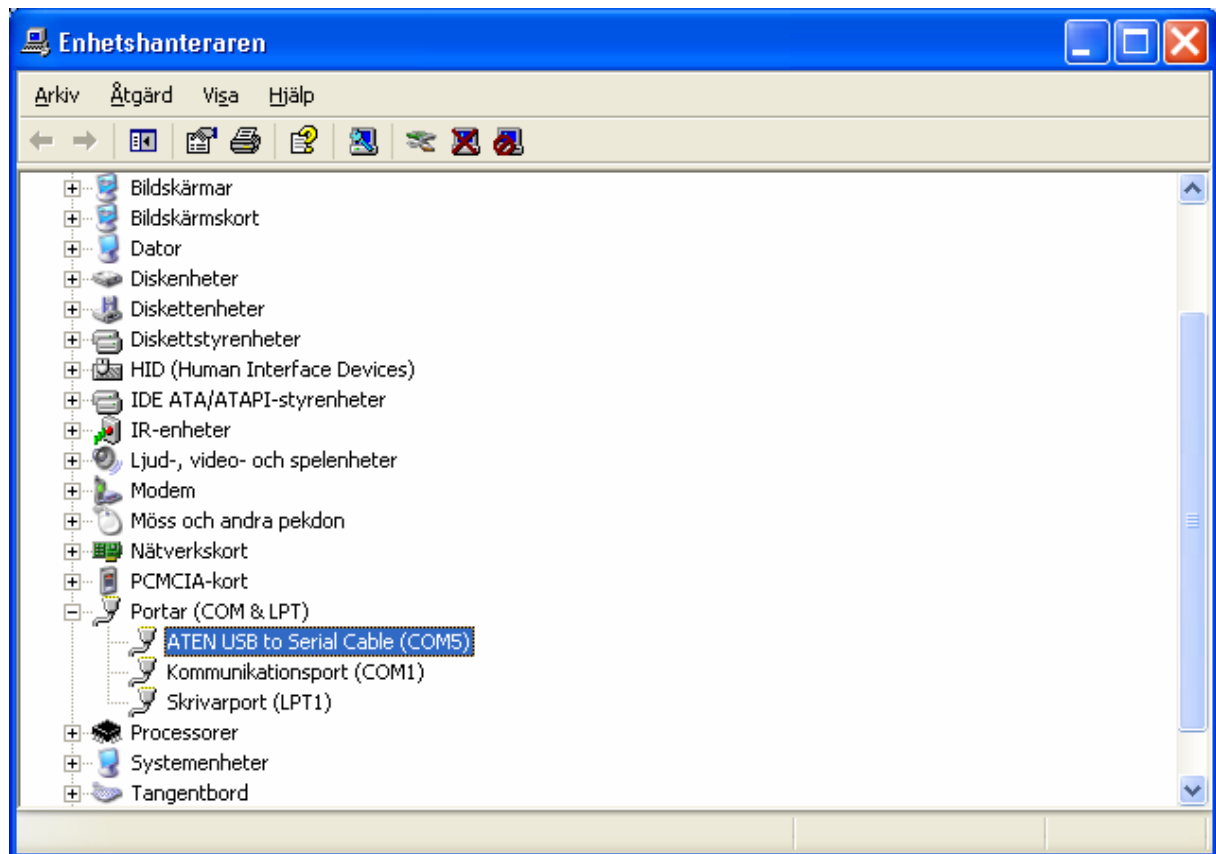 Enhetshanteraren
Arkiv Åtgärd Visa Hjälp
Bildskärmar
Bildskärmskort
Dator
Diskenheter
Diskettenheter
Diskettstyrenheter
HID (Human Interface Devices)
IDE ATA/ATAPI-styrenheter
IR-enheter
Ljud-, video- och spelenheter
Modem
Möss och andra pekdon
Nätverkskort
PCMCIA-kort
Portar (COM & LPT)
ATEN USB to Serial Cable (COM5)
Kommunikationsport (COM1)
Skrivarport (LPT1)
Processorer
Systemenheter
Tangentbord